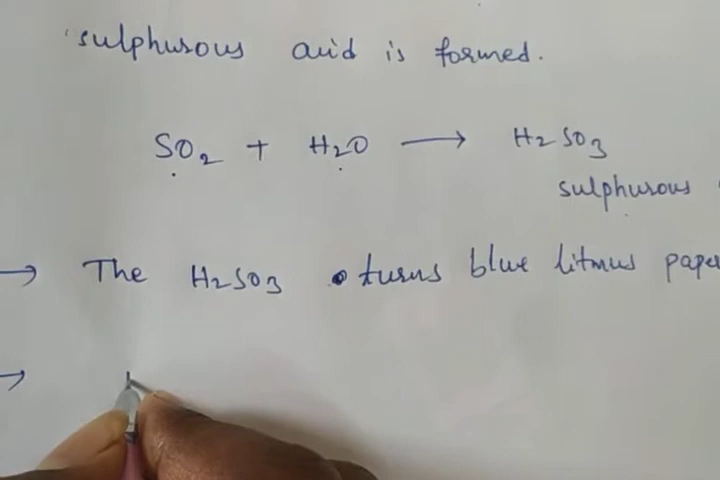 sulphurous acid is formed.
SO2 + H2O → H2SO3
sulphurous
→ The H2SO3 turns blue litmus paper
→